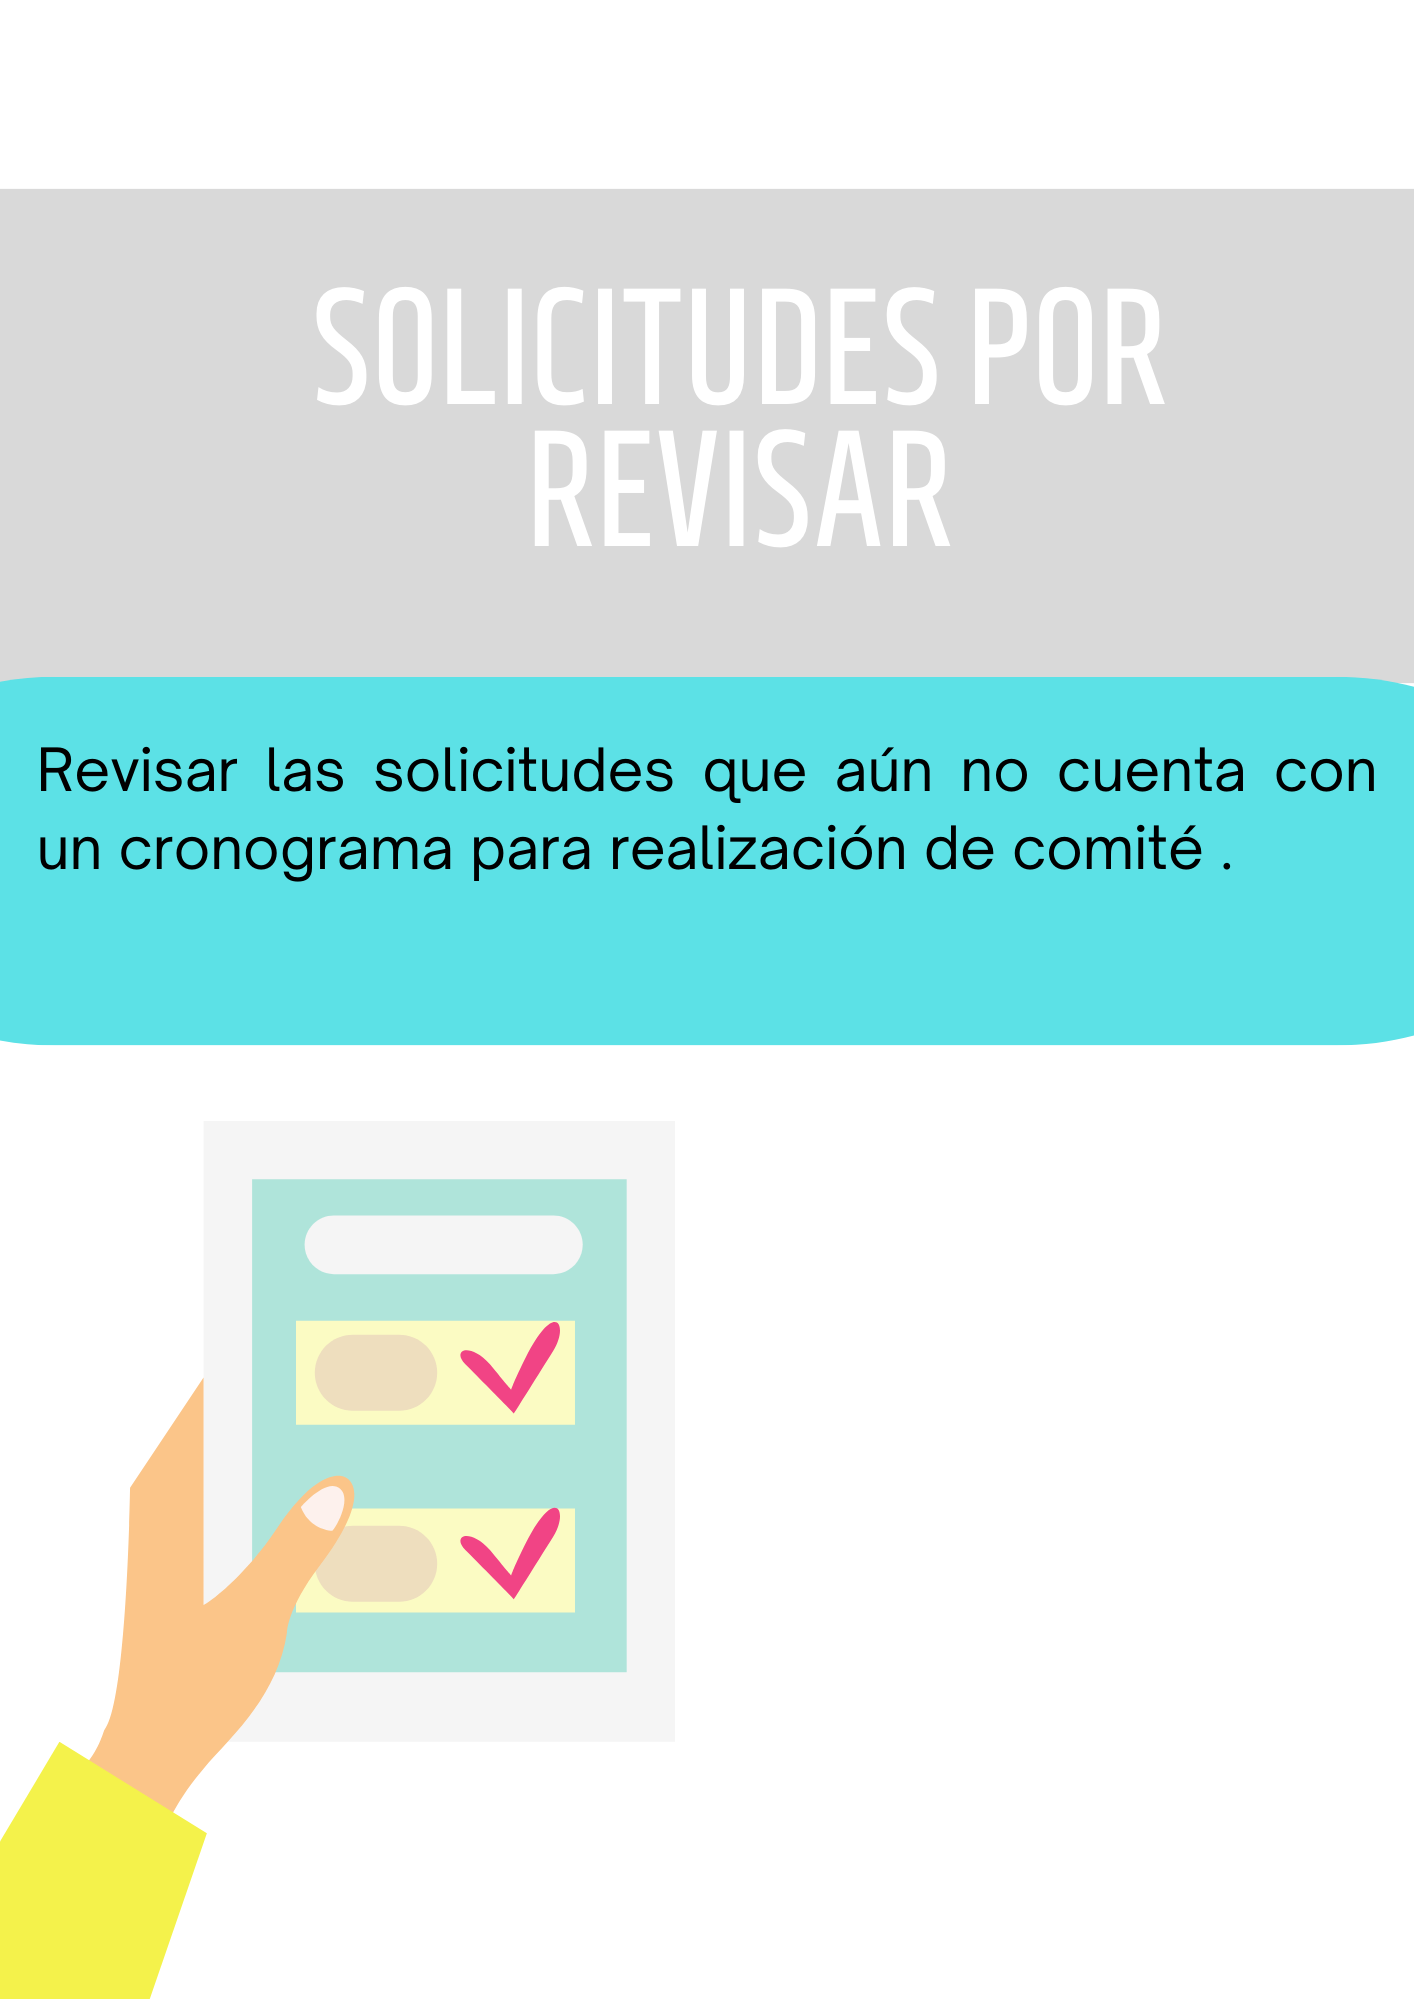 SOLICITUDES POR
REVISAR
Revisar las solicitudes que aún no cuenta con
un cronograma para realización de comité .